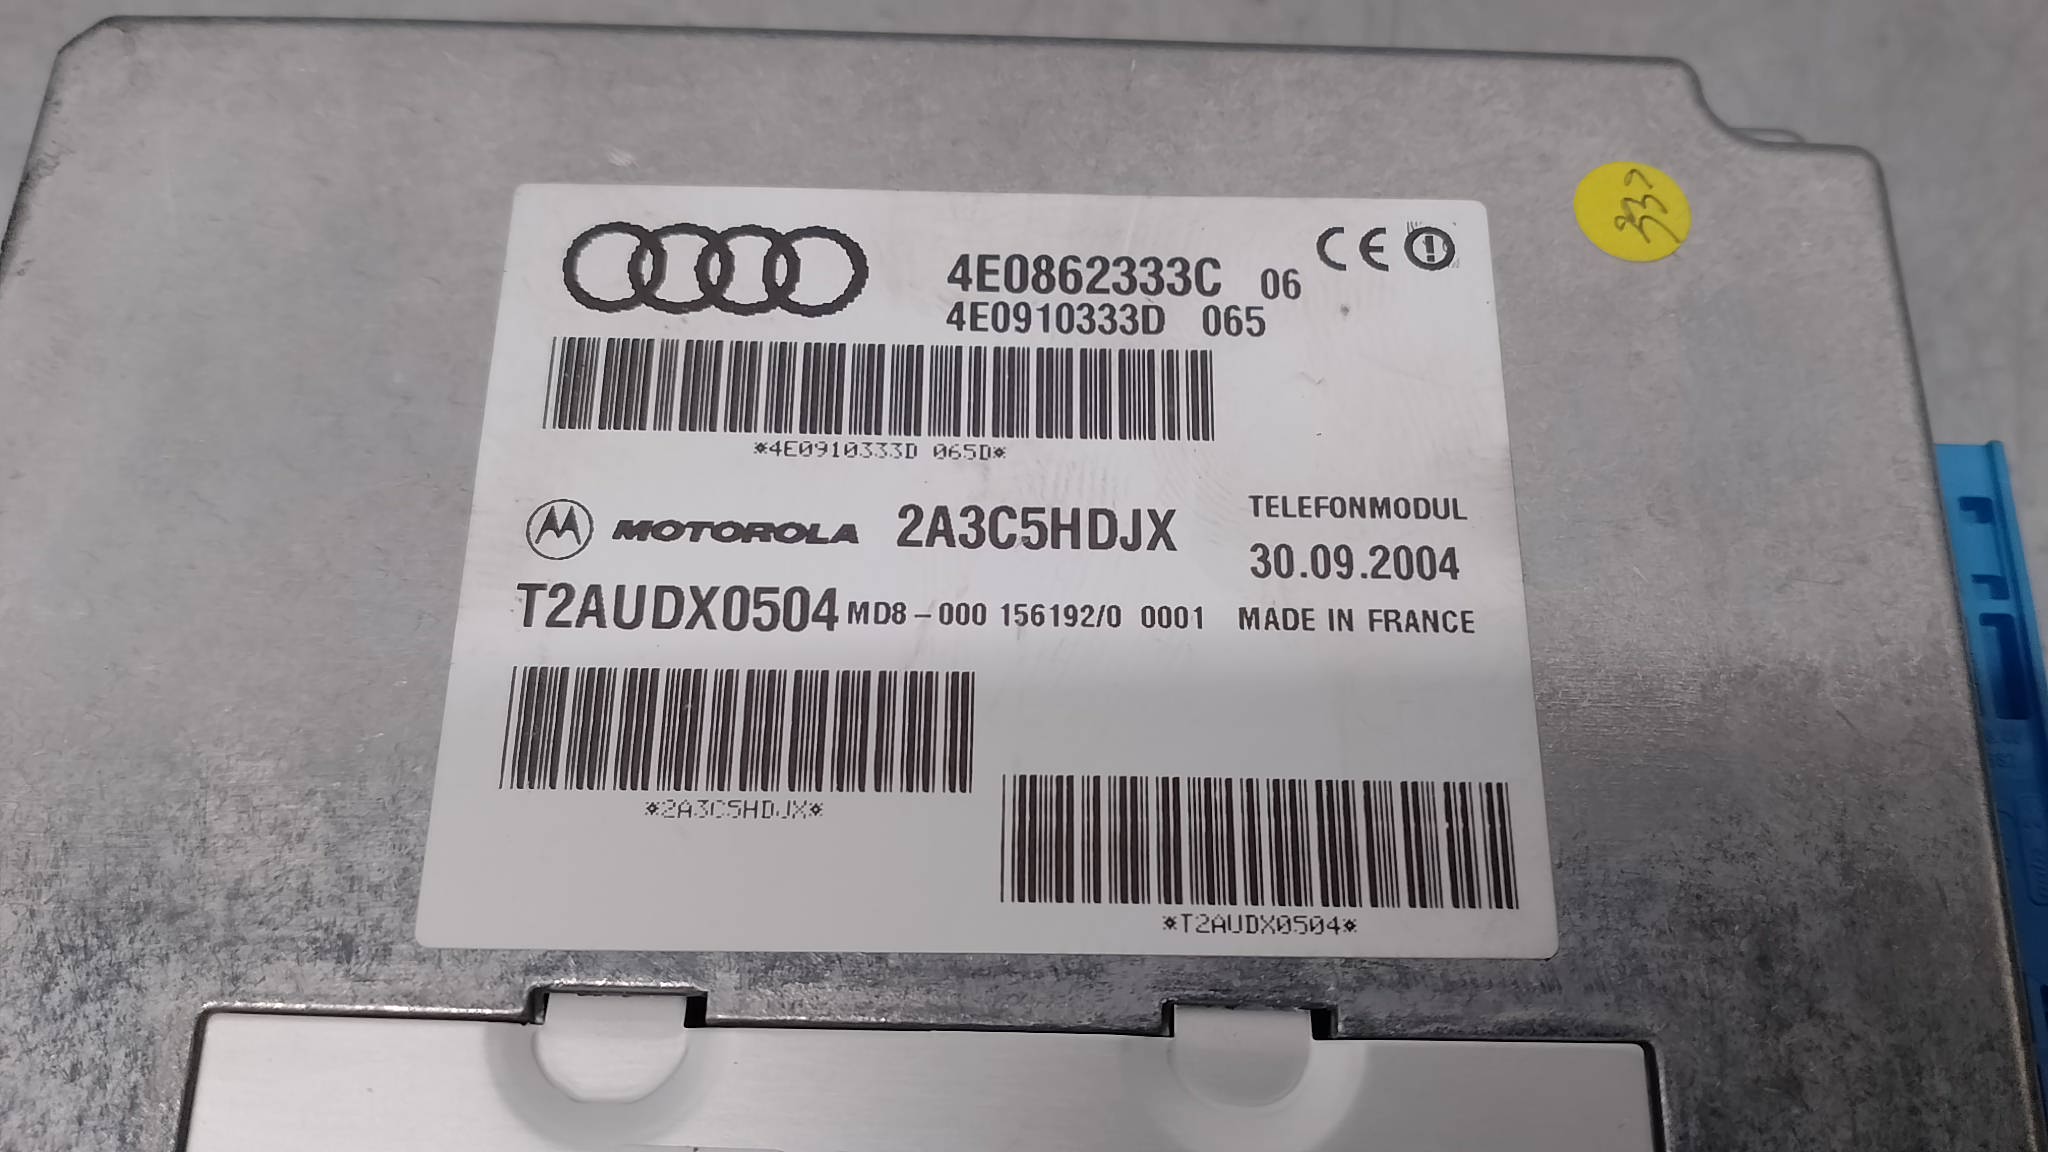 4E0862333C 06 CE
4E0910333D 065
*4E0910333D 065D*
MOTOROLA 2A3C5HDJX TELEFONMODUL
30.09.2004
T2AUDX0504 MD8-000 156192/0 0001 MADE IN FRANCE
*2A3C5HDJX*
*T2AUDX0504*